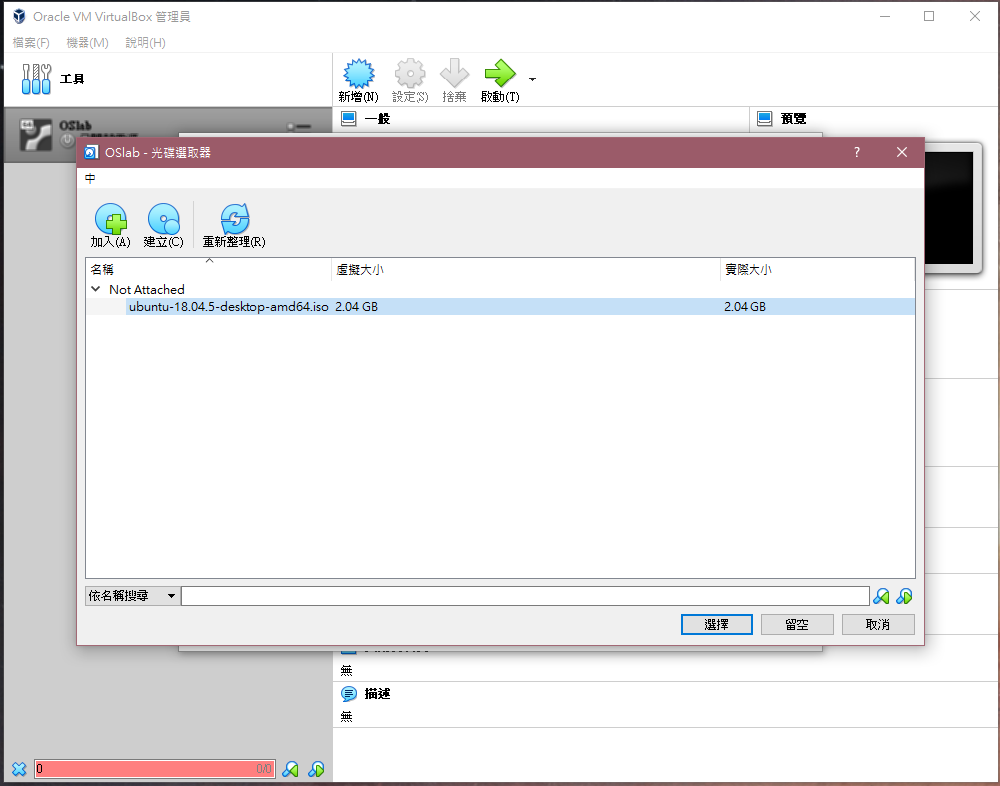 Oracle VM VirtualBox 管理員
檔案(F) 機器(M) 說明(H)
工具
新增(N) 設定(S) 捨棄 啟動(T)
OSlab
一般
預覽
OSlab - 光碟選取器
?
中
加入(A) 建立(C) 重新整理(R)
名稱 虛擬大小 實際大小
Not Attached
ubuntu-18.04.5-desktop-amd64.iso 2.04 GB 2.04 GB
依名稱搜尋
選擇 留空 取消
無
描述
無
0 0/0